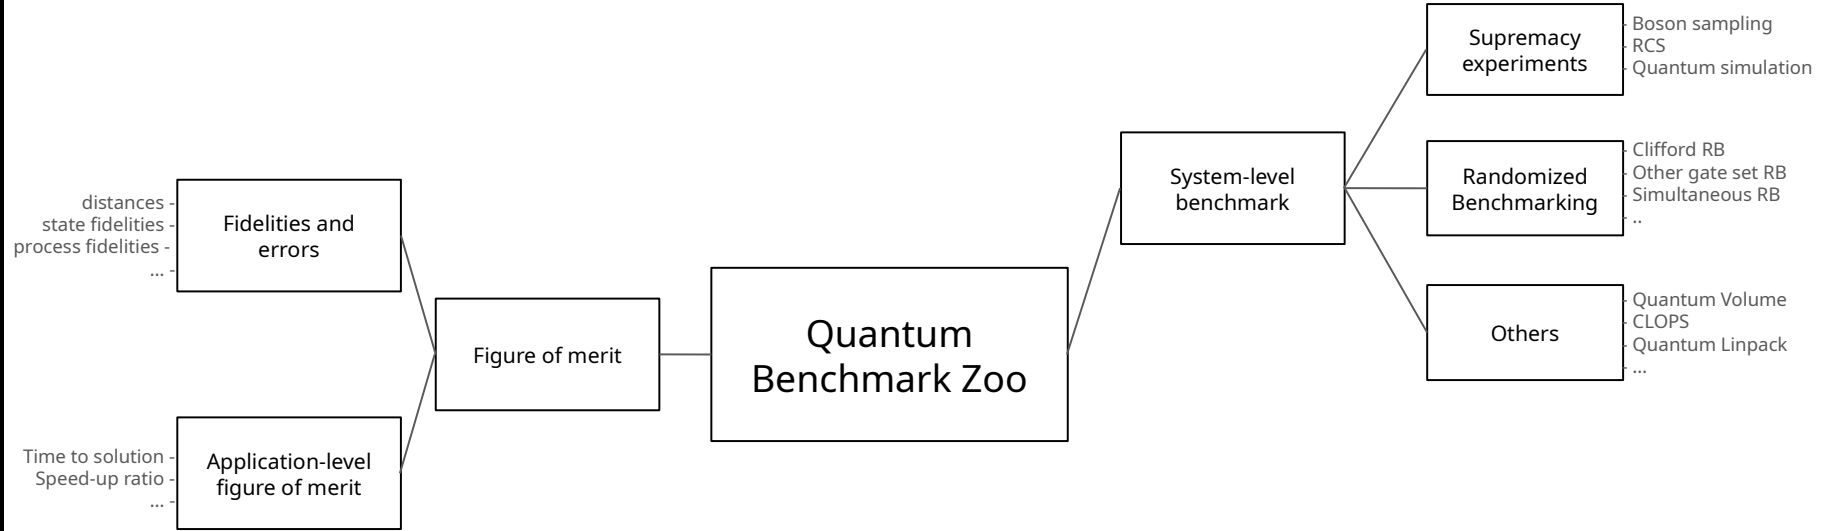 distances -
state fidelities -
process fidelities -
... -
Fidelities and
errors
Time to solution -
Speed-up ratio -
... -
Application-level
figure of merit
Figure of merit
Quantum
Benchmark Zoo
System-level
benchmark
Supremacy
experiments
- Boson sampling
- RCS
- Quantum simulation
Randomized
Benchmarking
- Clifford RB
- Other gate set RB
- Simultaneous RB
- ..
Others
- Quantum Volume
- CLOPS
- Quantum Linpack
- ...